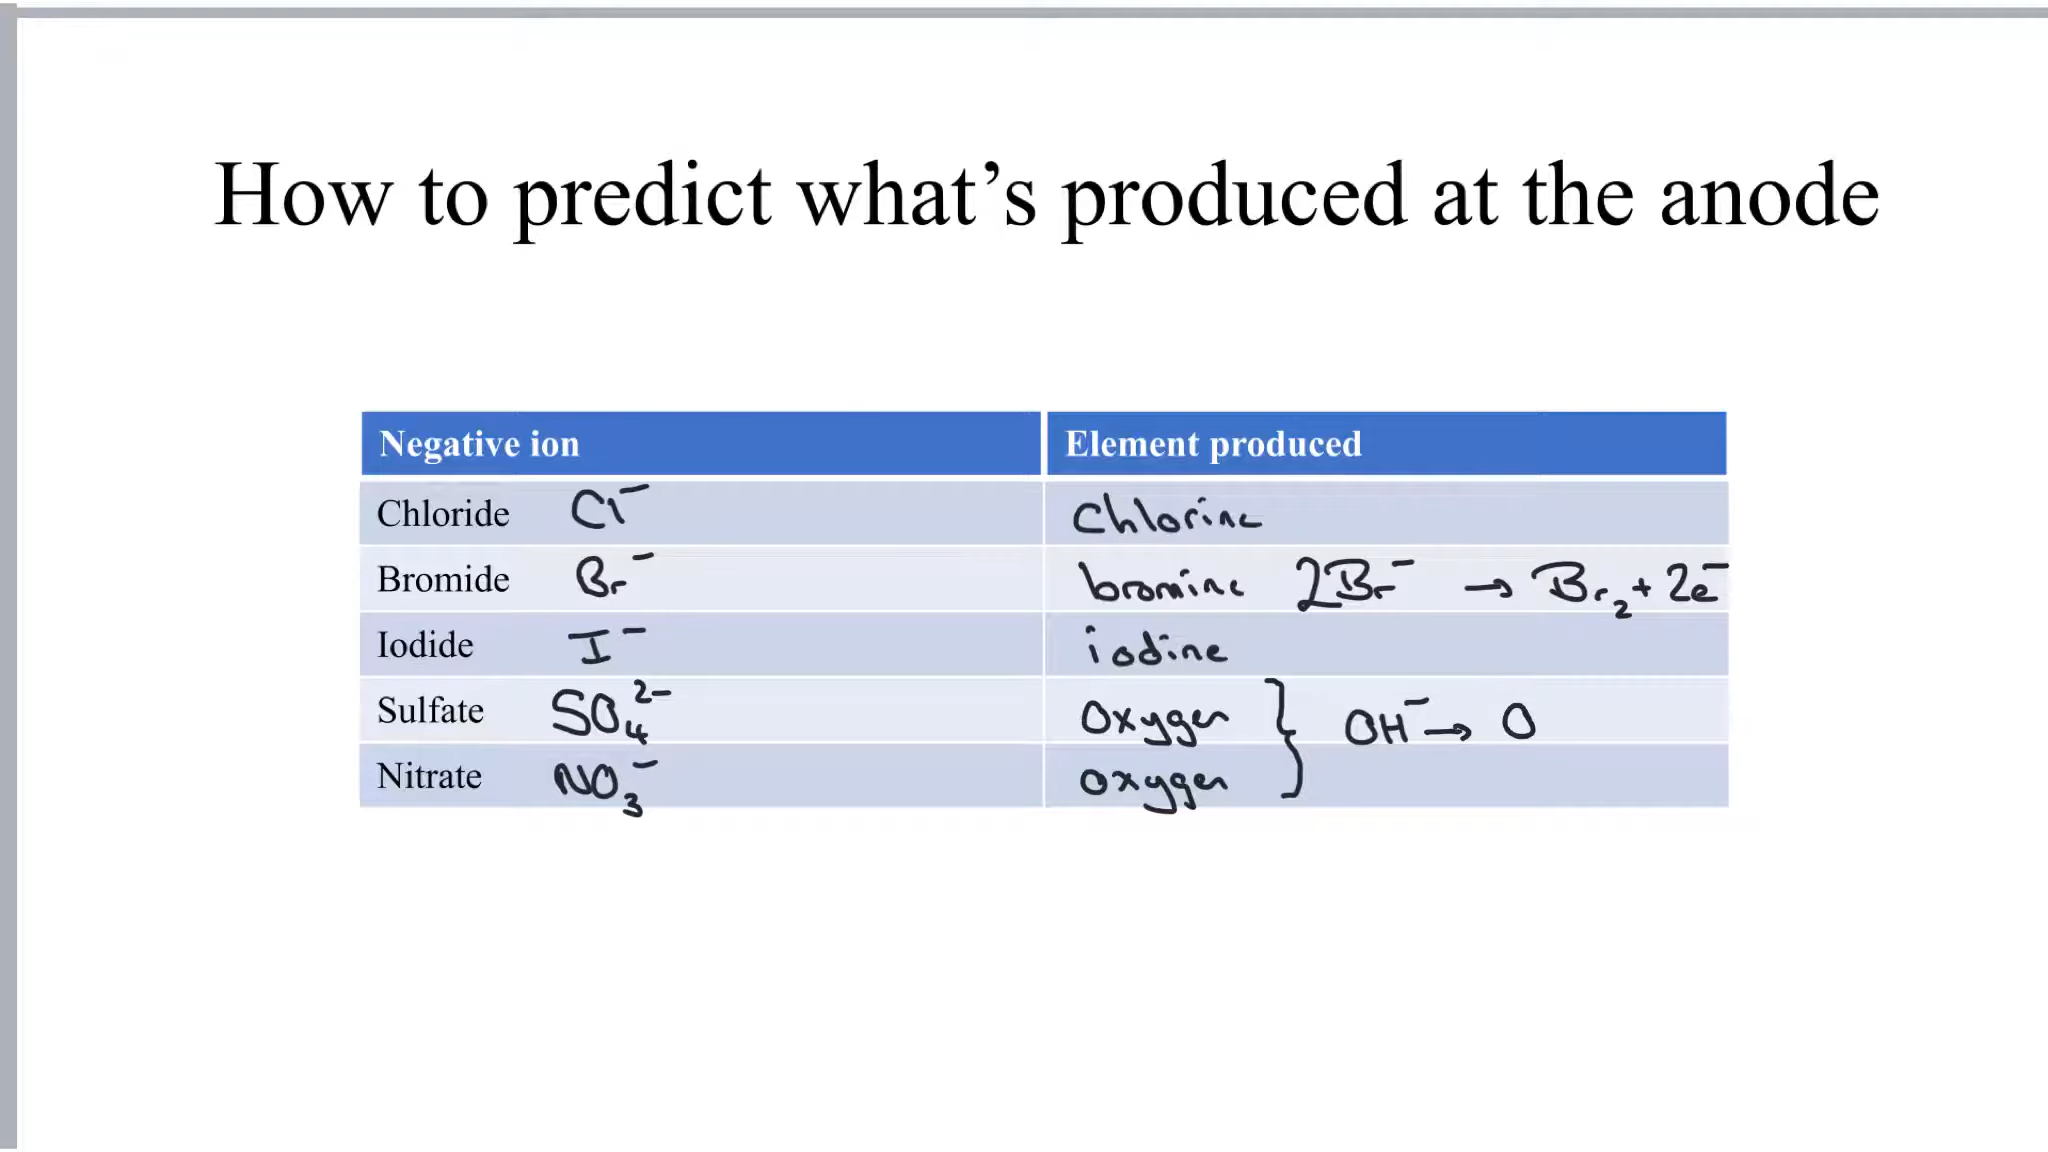 How to predict what’s produced at the anode
Negative ion Element produced
Chloride Cl⁻ Chlorine
Bromide Br⁻ bromine 2Br⁻ → Br₂ + 2e⁻
Iodide I⁻ iodine
Sulfate SO₄²⁻ oxygen } OH⁻ → O
Nitrate NO₃⁻ oxygen